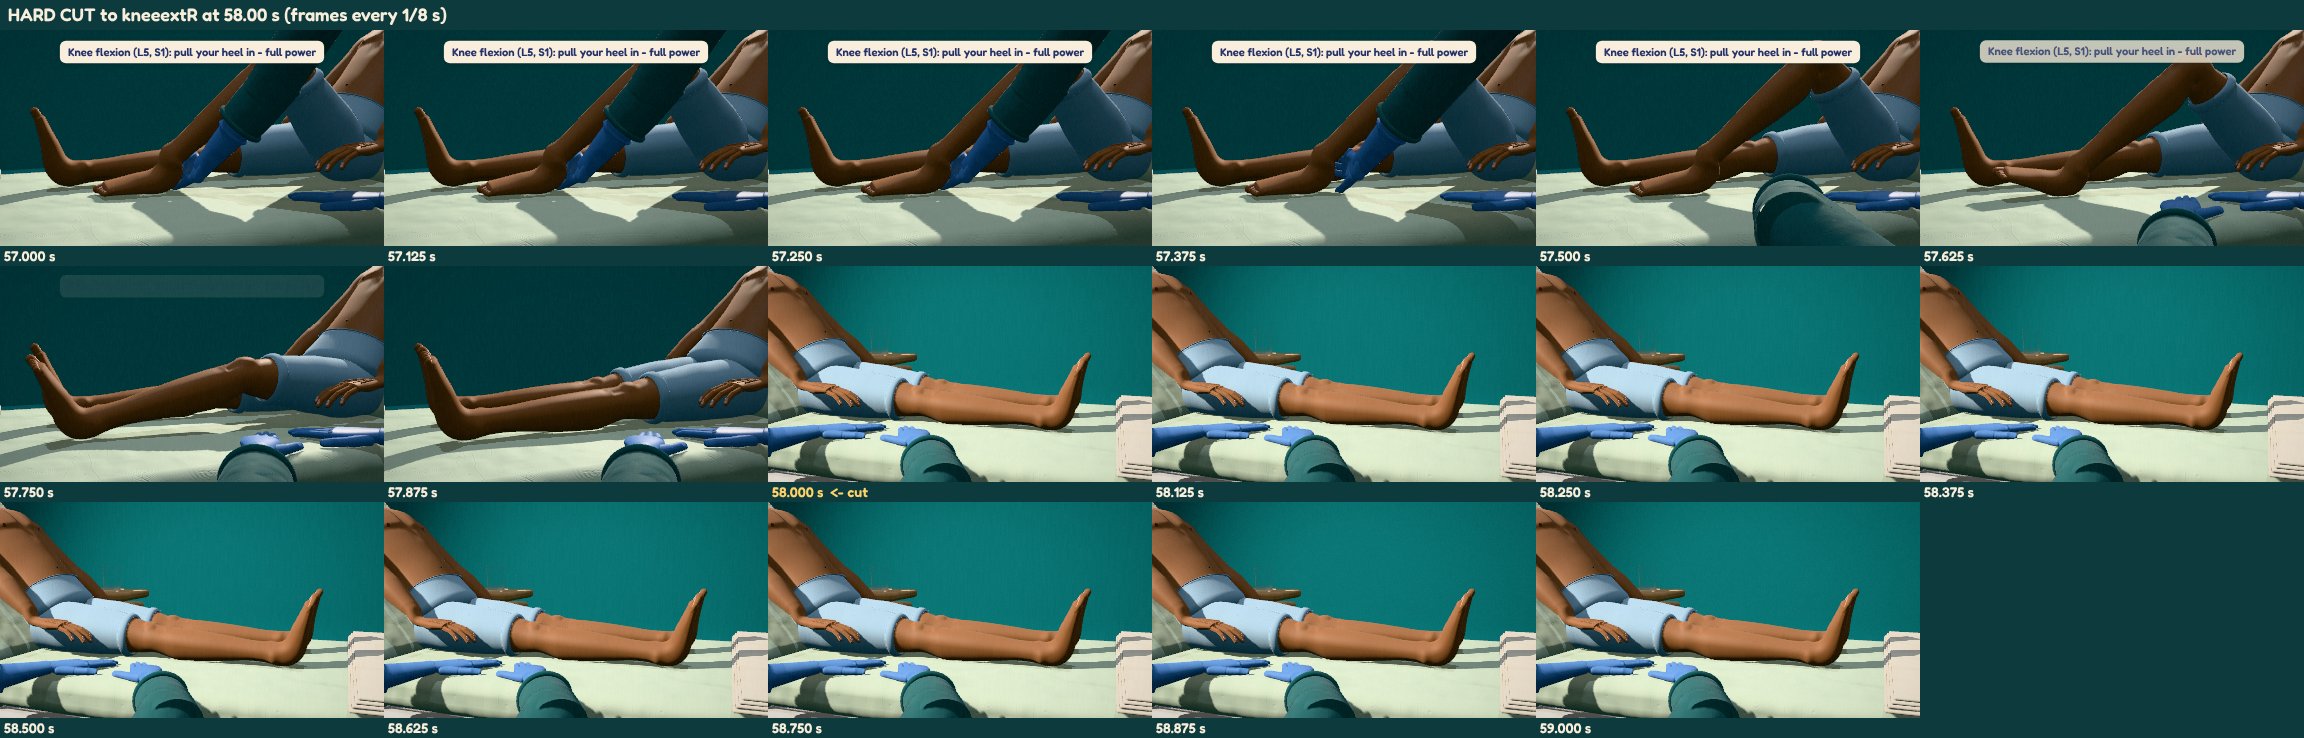 HARD CUT to kneeextR at 58.00 s (frames every 1/8 s)
Knee flexion (L5, S1): pull your heel in - full power
Knee flexion (L5, S1): pull your heel in - full power
Knee flexion (L5, S1): pull your heel in - full power
Knee flexion (L5, S1): pull your heel in - full power
Knee flexion (L5, S1): pull your heel in - full power
Knee flexion (L5, S1): pull your heel in - full power
57.000 s
57.125 s
57.250 s
57.375 s
57.500 s
57.625 s
57.750 s
57.875 s
58.000 s <- cut
58.125 s
58.250 s
58.375 s
58.500 s
58.625 s
58.750 s
58.875 s
59.000 s